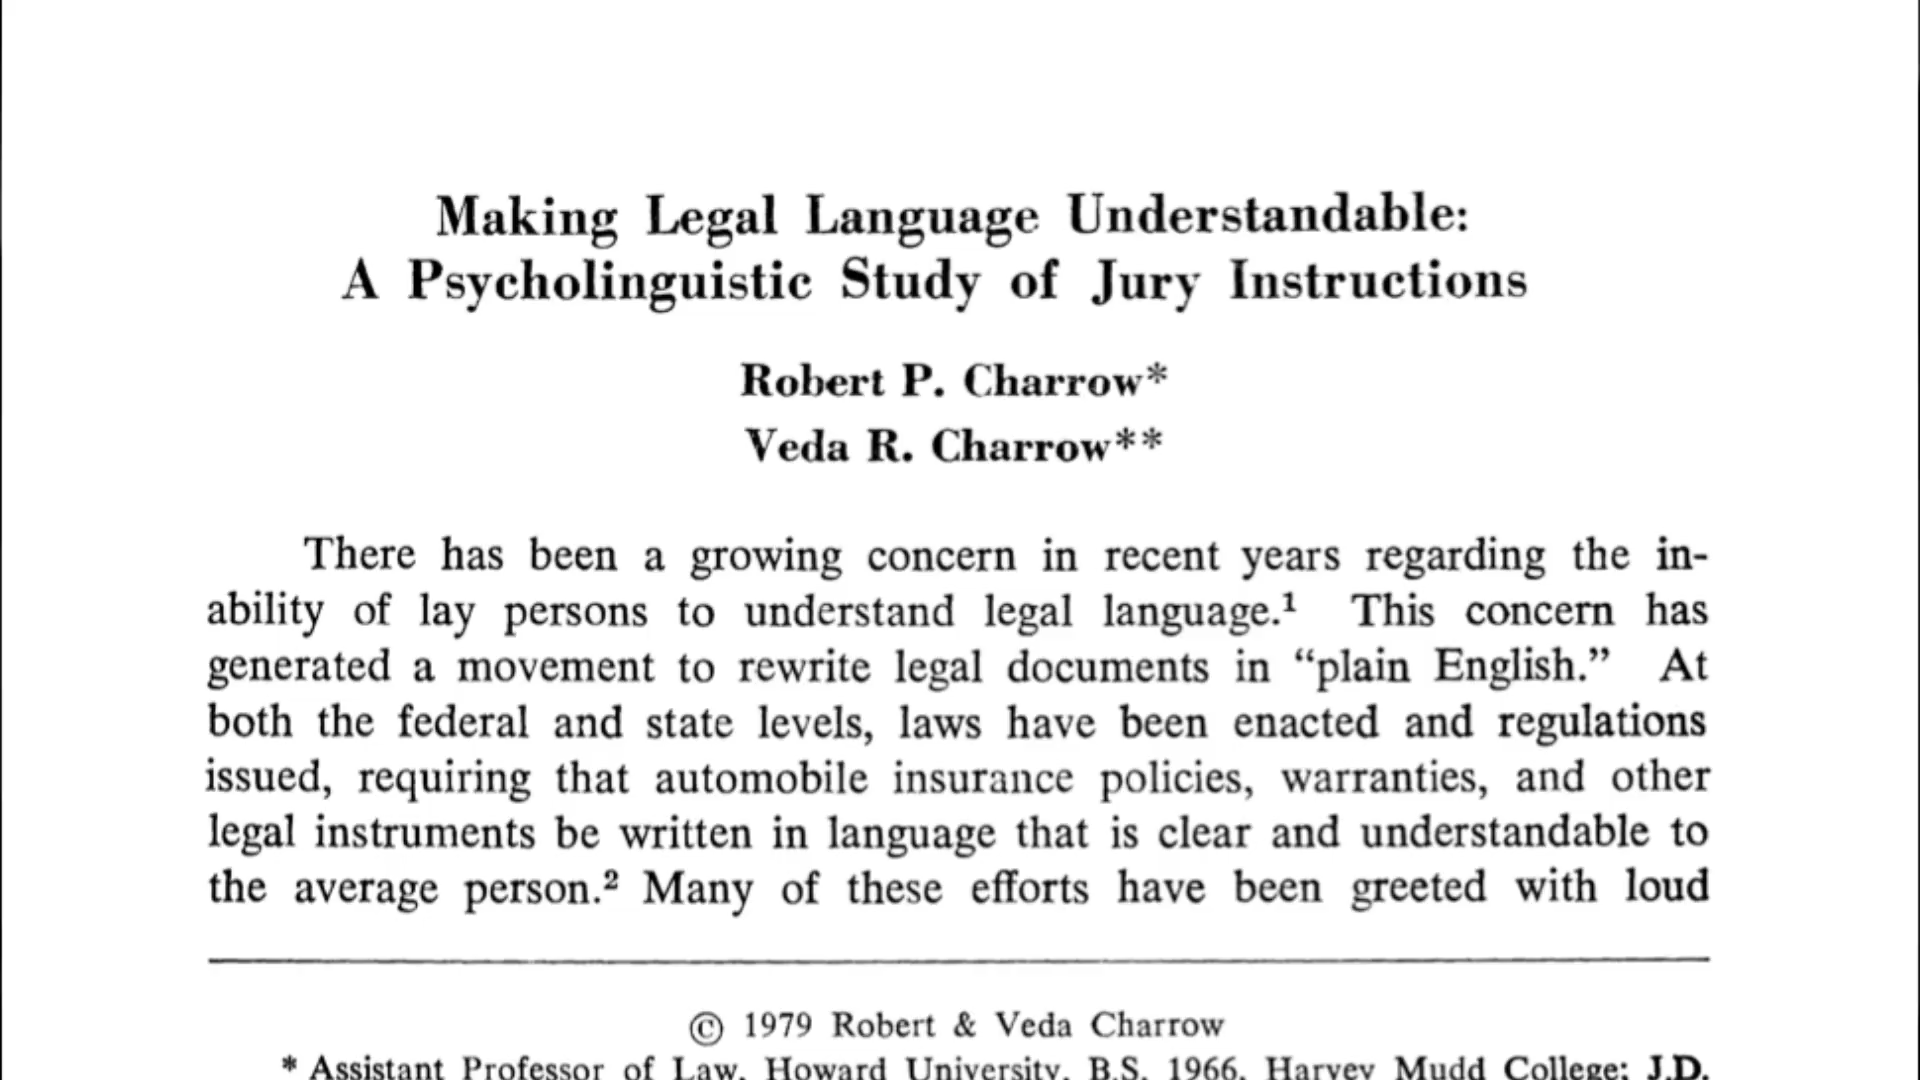 Making Legal Language Understandable:
A Psycholinguistic Study of Jury Instructions
Robert P. Charrow*
Veda R. Charrow**
There has been a growing concern in recent years regarding the in-
ability of lay persons to understand legal language.¹ This concern has
generated a movement to rewrite legal documents in “plain English.” At
both the federal and state levels, laws have been enacted and regulations
issued, requiring that automobile insurance policies, warranties, and other
legal instruments be written in language that is clear and understandable to
the average person.² Many of these efforts have been greeted with loud
© 1979 Robert & Veda Charrow
* Assistant Professor of Law, Howard University. B.S. 1966, Harvey Mudd College; J.D.